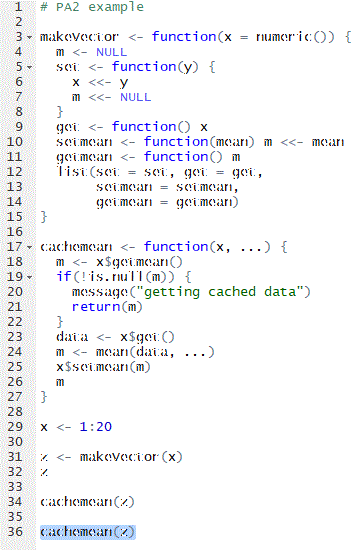 1 # PA2 example
2
3 makeVector <- function(x = numeric()) {
4   m <- NULL
5   set <- function(y) {
6     x <<- y
7     m <<- NULL
8   }
9   get <- function() x
10   setmean <- function(mean) m <<- mean
11   getmean <- function() m
12   list(set = set, get = get,
13        setmean = setmean,
14        getmean = getmean)
15 }
16
17 cachemean <- function(x, ...) {
18   m <- x$getmean()
19   if(!is.null(m)) {
20     message("getting cached data")
21     return(m)
22   }
23   data <- x$get()
24   m <- mean(data, ...)
25   x$setmean(m)
26   m
27 }
28
29 x <- 1:20
30
31 z <- makeVector(x)
32 z
33
34 cachemean(z)
35
36 cachemean(z)